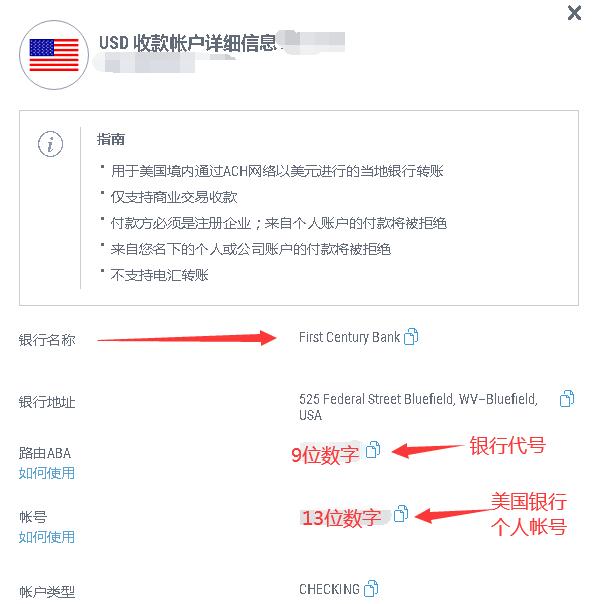 USD 收款帐户详细信息
指南
用于美国境内通过ACH网络以美元进行的当地银行转账
仅支持商业交易收款
付款方必须是注册企业；来自个人账户的付款将被拒绝
来自您名下的个人或公司账户的付款将被拒绝
不支持电汇转账
银行名称
First Century Bank
银行地址
525 Federal Street Bluefield, WV–Bluefield,
USA
路由ABA
9位数字
银行代号
如何使用
帐号
13位数字
美国银行
个人帐号
如何使用
帐户类型
CHECKING